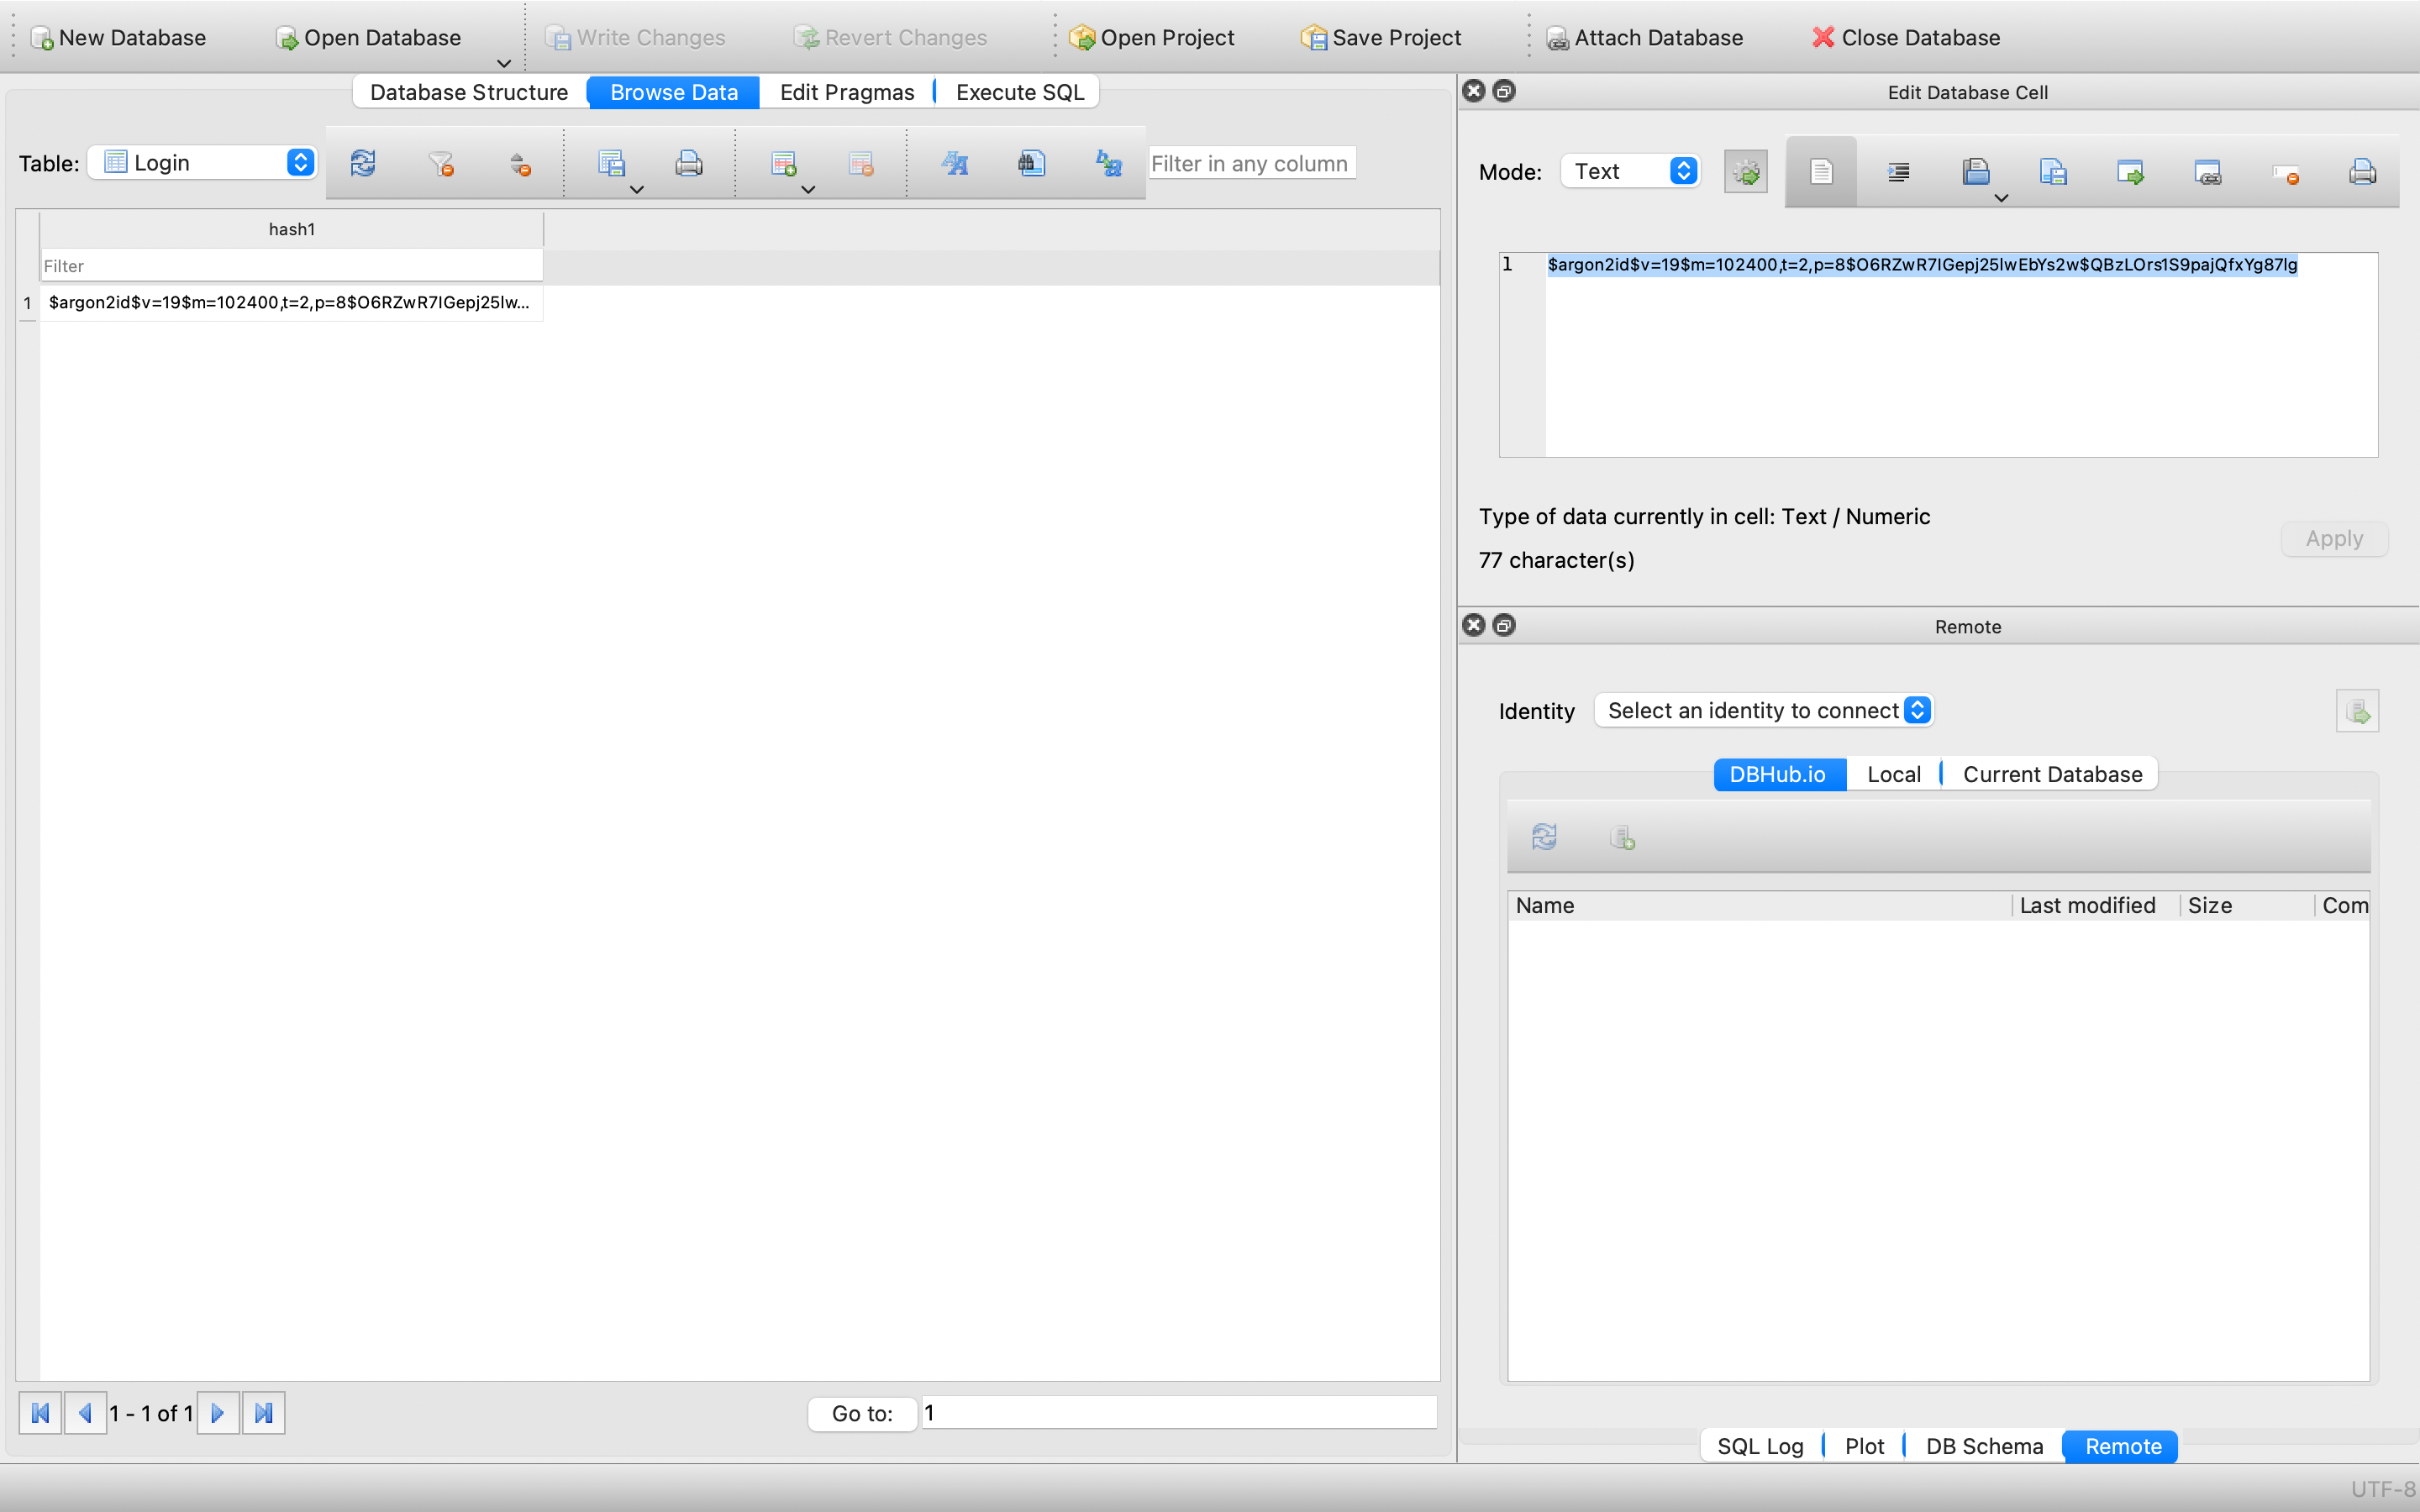 New Database Open Database Write Changes Revert Changes Open Project Save Project Attach Database Close Database
Database Structure Browse Data Edit Pragmas Execute SQL
Table: Login Filter in any column
hash1
Filter
1 $argon2id$v=19$m=102400,t=2,p=8$O6RZwR7IGepj25lw...
1 - 1 of 1 Go to: 1
Edit Database Cell
Mode: Text
1 $argon2id$v=19$m=102400,t=2,p=8$O6RZwR7IGepj25lwEbYs2w$QBzLOrs1S9pajQfxYg87lg
Type of data currently in cell: Text / Numeric
Apply
77 character(s)
Remote
Identity Select an identity to connect
DBHub.io Local Current Database
Name Last modified Size Com
SQL Log Plot DB Schema Remote
UTF-8